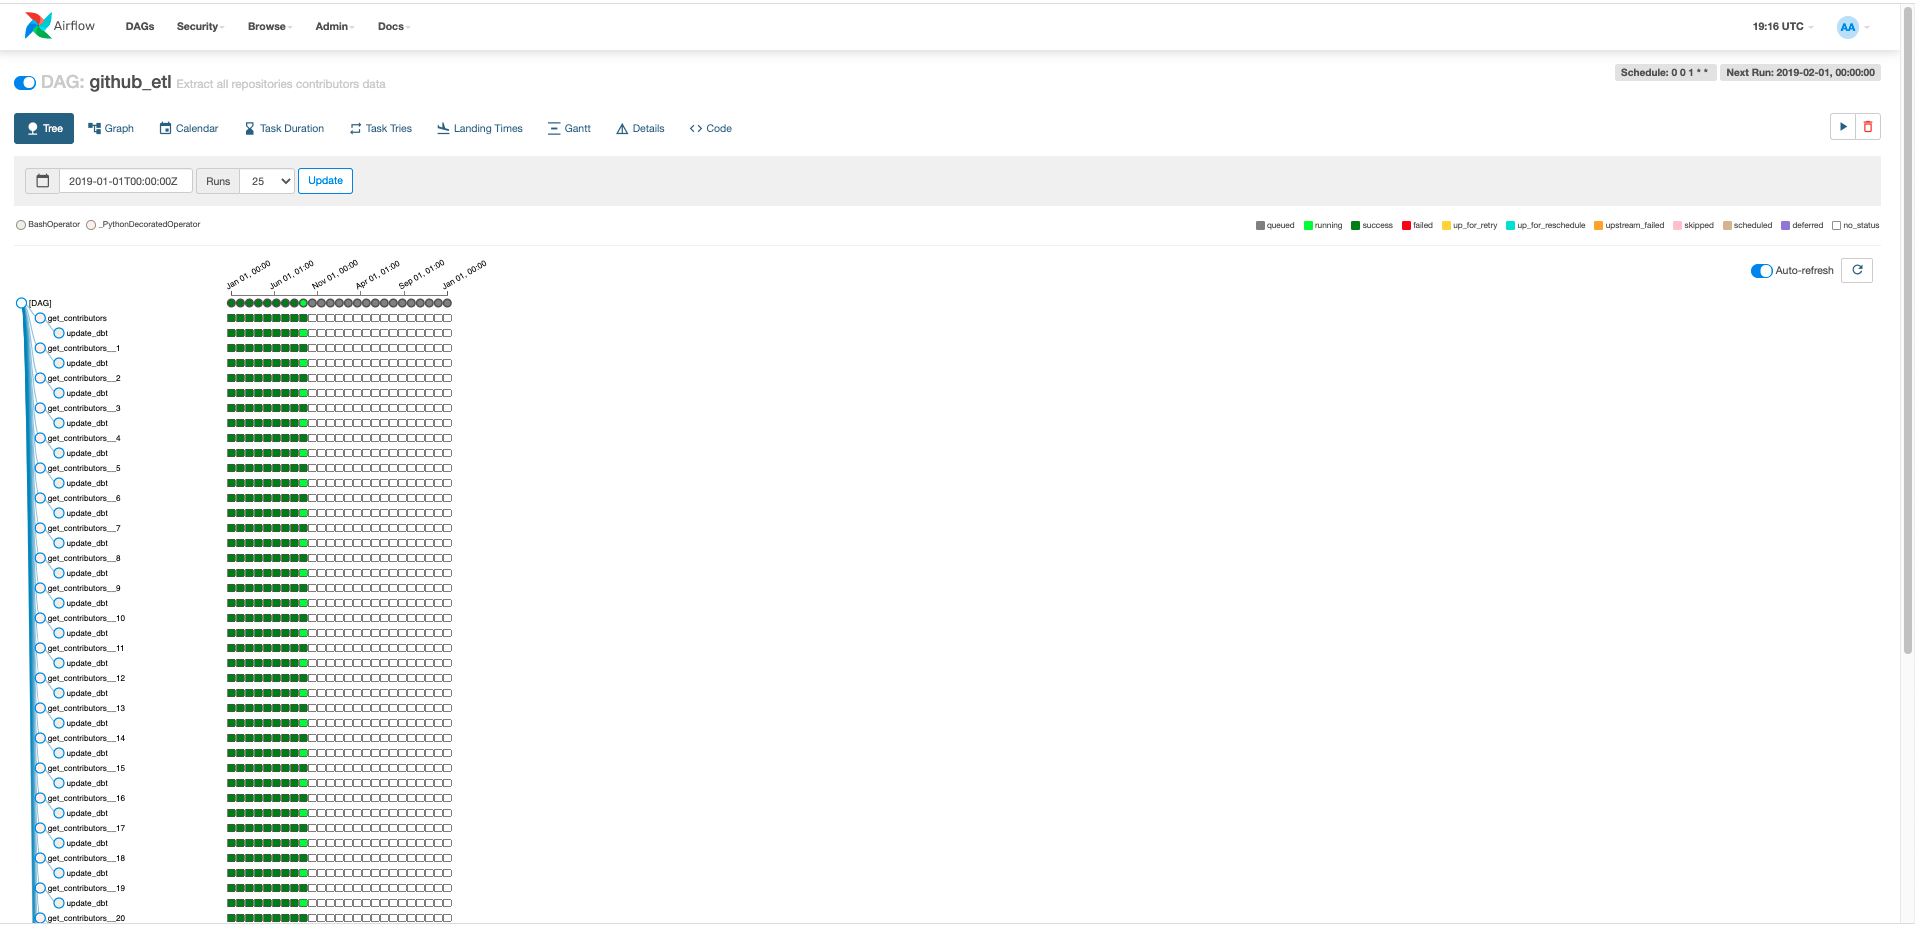 Airflow DAGs Security Browse Admin Docs 19:16 UTC AA
DAG: github_etl Extract all repositories contributors data Schedule: 0 0 1 * * Next Run: 2019-02-01, 00:00:00
Tree Graph Calendar Task Duration Task Tries Landing Times Gantt Details Code
2019-01-01T00:00:00Z Runs 25 Update
BashOperator _PythonDecoratedOperator queued running success failed up_for_retry up_for_reschedule upstream_failed skipped scheduled deferred no_status
Jan 01, 00:00 Jun 01, 01:00 Nov 01, 00:00 Apr 01, 01:00 Sep 01, 01:00 Jan 01, 00:00 Auto-refresh
[DAG]
get_contributors
update_dbt
get_contributors__1
update_dbt
get_contributors__2
update_dbt
get_contributors__3
update_dbt
get_contributors__4
update_dbt
get_contributors__5
update_dbt
get_contributors__6
update_dbt
get_contributors__7
update_dbt
get_contributors__8
update_dbt
get_contributors__9
update_dbt
get_contributors__10
update_dbt
get_contributors__11
update_dbt
get_contributors__12
update_dbt
get_contributors__13
update_dbt
get_contributors__14
update_dbt
get_contributors__15
update_dbt
get_contributors__16
update_dbt
get_contributors__17
update_dbt
get_contributors__18
update_dbt
get_contributors__19
update_dbt
get_contributors__20